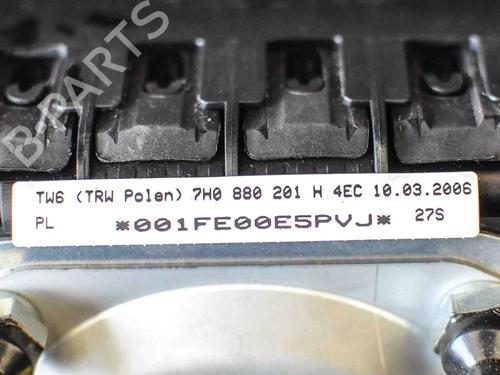 B-PARTS
TW6 (TRW Polen) 7H0 880 201 H 4EC 10.03.2006
PL *001FE00E5PVJ* 27S